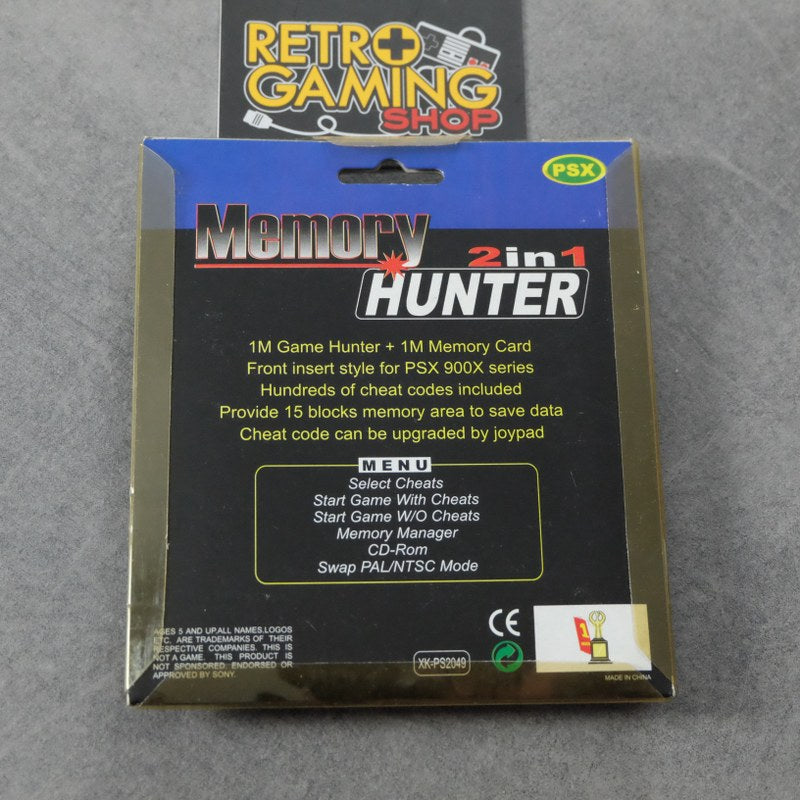 RETRO
GAMING
SHOP
PSX
Memory
2in1
HUNTER
1M Game Hunter + 1M Memory Card
Front insert style for PSX 900X series
Hundreds of cheat codes included
Provide 15 blocks memory area to save data
Cheat code can be upgraded by joypad
MENU
Select Cheats
Start Game With Cheats
Start Game W/O Cheats
Memory Manager
CD-Rom
Swap PAL/NTSC Mode
AGES 5 AND UP.ALL NAMES,LOGOS
ETC. ARE TRADEMARKS OF THEIR
RESPECTIVE COMPANIES. THIS IS
NOT A GAME. THIS PRODUCT IS
NOT SPONSORED. ENDORSED OR
APPROVED BY SONY.
XK-PS2049
CE
1
MADE IN CHINA